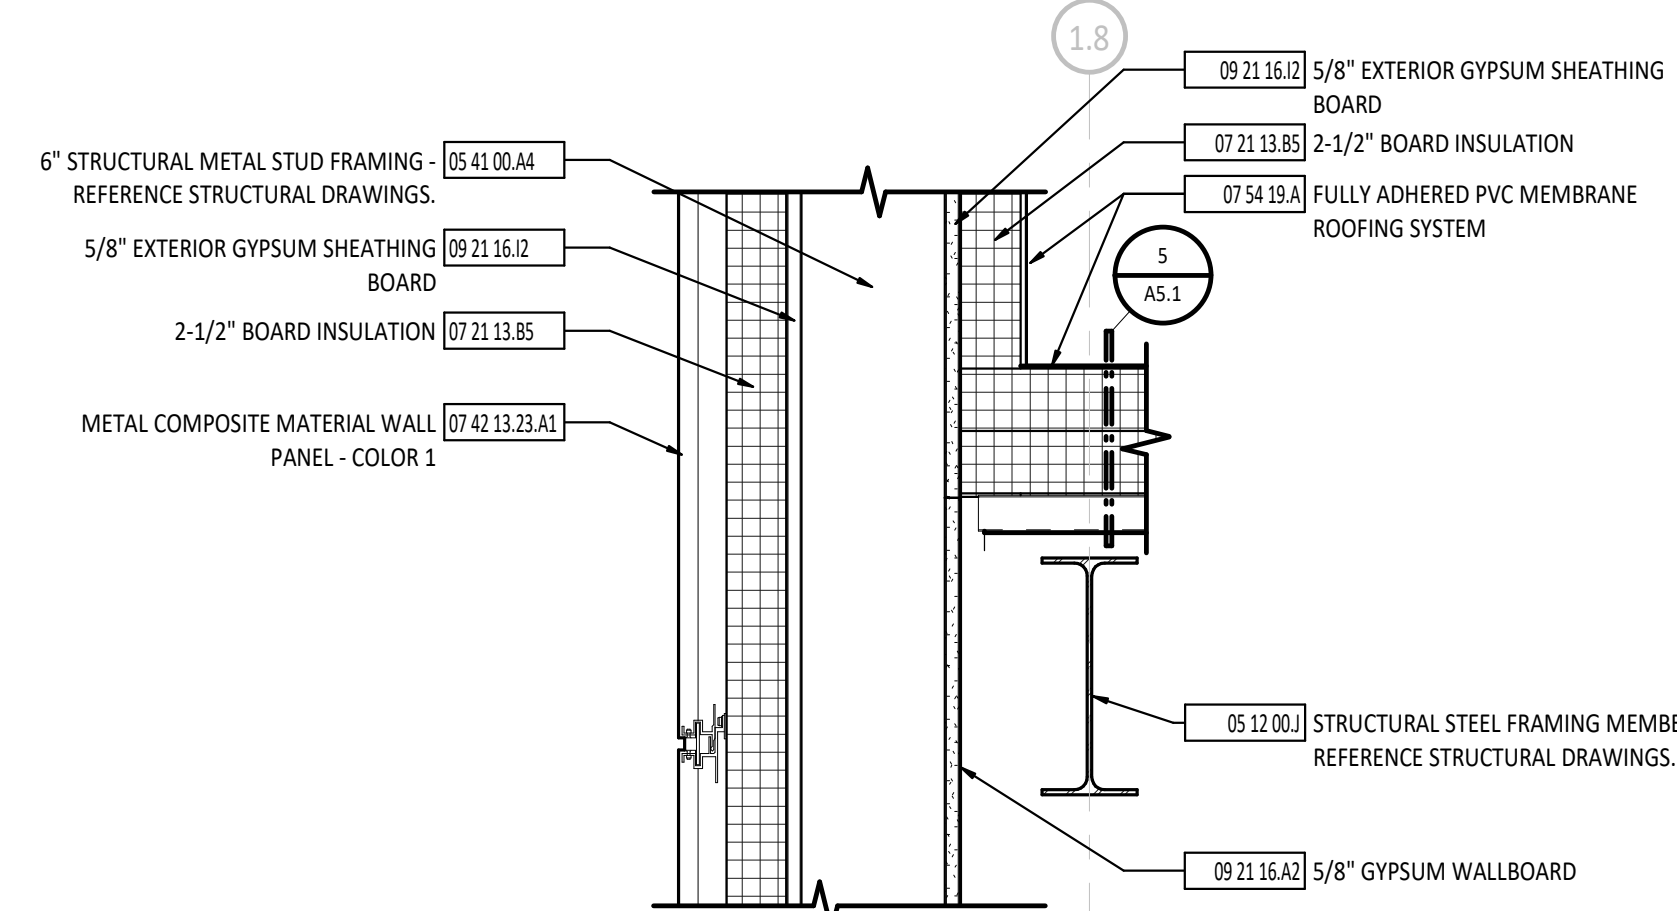 1.8
09 21 16.I2 5/8" EXTERIOR GYPSUM SHEATHING
BOARD
07 21 13.B5 2-1/2" BOARD INSULATION
07 54 19.A FULLY ADHERED PVC MEMBRANE
ROOFING SYSTEM
5
A5.1
6" STRUCTURAL METAL STUD FRAMING - 05 41 00.A4
REFERENCE STRUCTURAL DRAWINGS.
5/8" EXTERIOR GYPSUM SHEATHING 09 21 16.I2
BOARD
2-1/2" BOARD INSULATION 07 21 13.B5
METAL COMPOSITE MATERIAL WALL 07 42 13.23.A1
PANEL - COLOR 1
05 12 00.J STRUCTURAL STEEL FRAMING
REFERENCE STRUCTURAL DRAWINGS.
09 21 16.A2 5/8" GYPSUM WALLBOARD